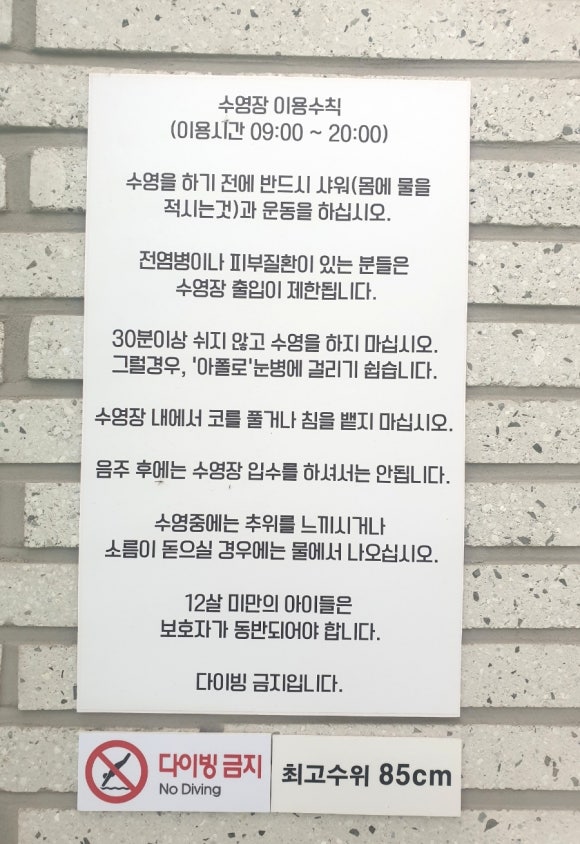 수영장 이용수칙
(이용시간 09:00 ~ 20:00)
수영을 하기 전에 반드시 샤워(몸에 물을
적시는것)과 운동을 하십시오.
전염병이나 피부질환이 있는 분들은
수영장 출입이 제한됩니다.
30분이상 쉬지 않고 수영을 하지 마십시오.
그럴경우, '아폴로'눈병에 걸리기 쉽습니다.
수영장 내에서 코를 풀거나 침을 뱉지 마십시오.
음주 후에는 수영장 입수를 하셔서는 안됩니다.
수영중에는 추위를 느끼시거나
소름이 돋으실 경우에는 물에서 나오십시오.
12살 미만의 아이들은
보호자가 동반되어야 합니다.
다이빙 금지입니다.
다이빙 금지
No Diving
최고수위 85cm